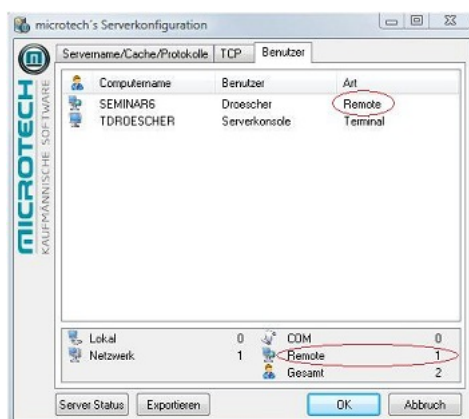 microtech's Serverkonfiguration
Servername/Cache/Protokolle TCP Benutzer
Computername Benutzer Art
SEMINAR6 Droescher Remote
TDROESCHER Serverkonsole Terminal
MICROTECH
KAUFMÄNNISCHE SOFTWARE
Lokal 0 COM 0
Netzwerk 1 Remote 1
Gesamt 2
Server Status Exportieren OK Abbruch